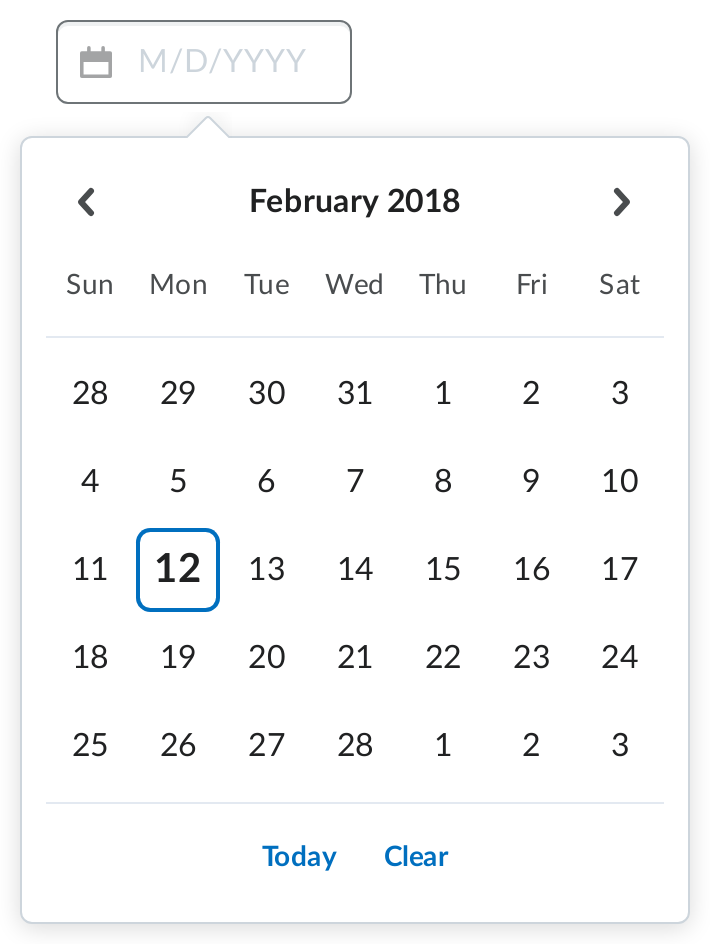 M/D/YYYY
February 2018
Sun Mon Tue Wed Thu Fri Sat
28 29 30 31 1 2 3
4 5 6 7 8 9 10
11 12 13 14 15 16 17
18 19 20 21 22 23 24
25 26 27 28 1 2 3
Today Clear